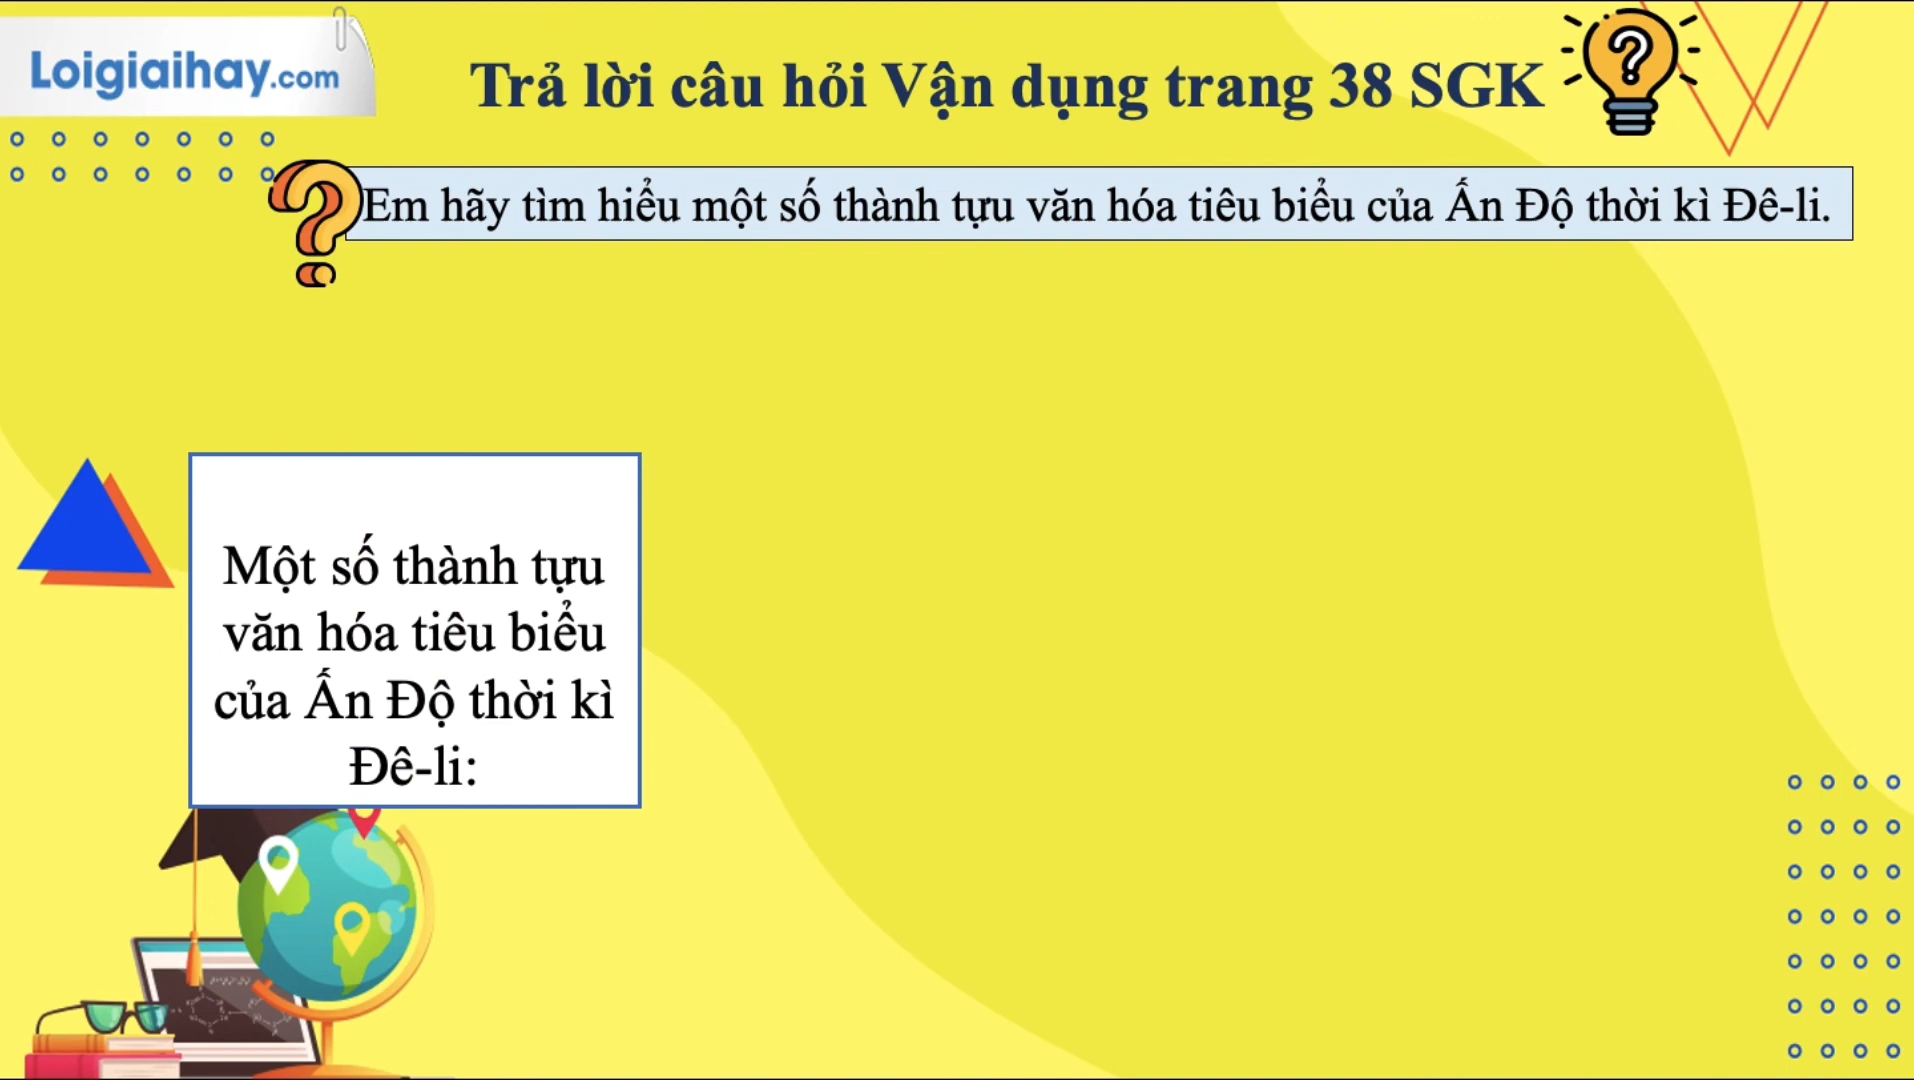 Loigiaihay.com
Trả lời câu hỏi Vận dụng trang 38 SGK
Em hãy tìm hiểu một số thành tựu văn hóa tiêu biểu của Ấn Độ thời kì Đê-li.
Một số thành tựu
văn hóa tiêu biểu
của Ấn Độ thời kì
Đê-li: